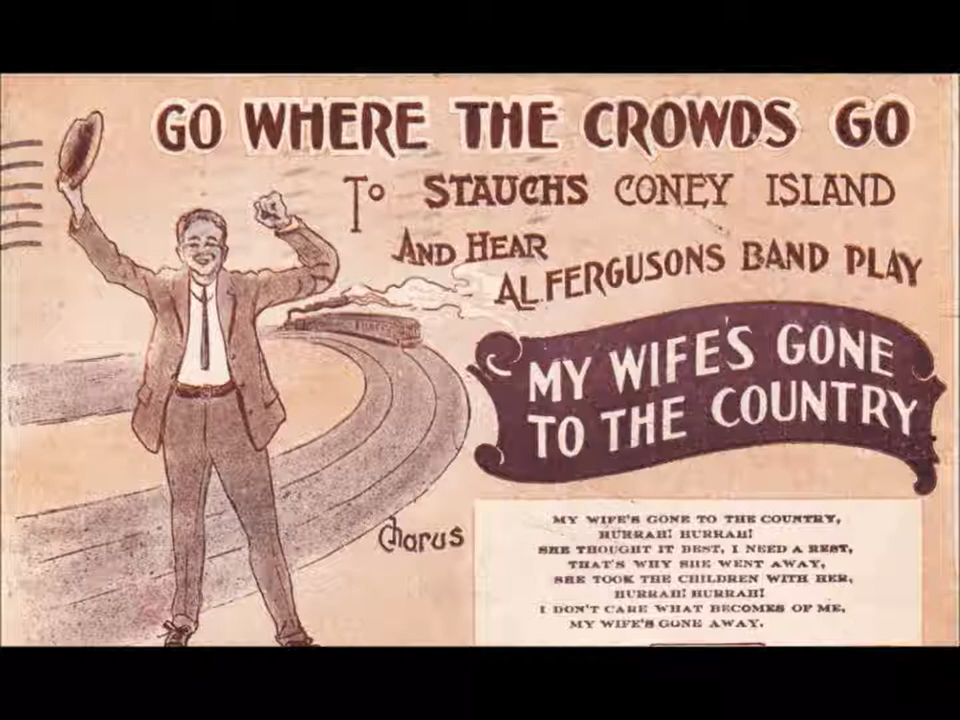 GO WHERE THE CROWDS GO
TO STAUCHS CONEY ISLAND
AND HEAR
AL. FERGUSONS BAND PLAY
MY WIFE'S GONE
TO THE COUNTRY
Chorus
MY WIFE'S GONE TO THE COUNTRY,
HURRAH! HURRAH!
SHE THOUGHT IT BEST, I NEED A REST,
THAT'S WHY SHE WENT AWAY,
SHE TOOK THE CHILDREN WITH HER,
HURRAH! HURRAH!
I DON'T CARE WHAT BECOMES OF ME,
MY WIFE'S GONE AWAY.